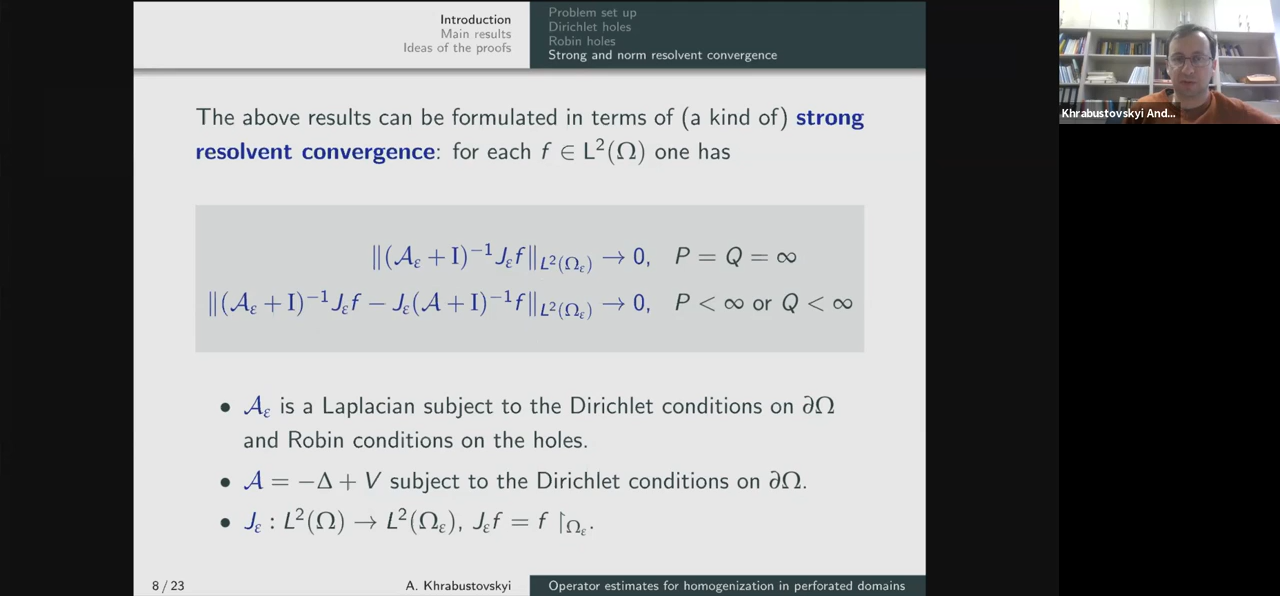 Introduction
Main results
Ideas of the proofs
Problem set up
Dirichlet holes
Robin holes
Strong and norm resolvent convergence
Khrabustovskyi And...
The above results can be formulated in terms of (a kind of) strong
resolvent convergence: for each f ∈ L²(Ω) one has
‖(𝒜_ε + I)⁻¹J_εf‖_{L²(Ω_ε)} → 0, P = Q = ∞
‖(𝒜_ε + I)⁻¹J_εf − J_ε(𝒜 + I)⁻¹f‖_{L²(Ω_ε)} → 0, P < ∞ or Q < ∞
• 𝒜_ε is a Laplacian subject to the Dirichlet conditions on ∂Ω
and Robin conditions on the holes.
• 𝒜 = −Δ + V subject to the Dirichlet conditions on ∂Ω.
• J_ε : L²(Ω) → L²(Ω_ε), J_εf = f ↾_{Ω_ε}.
8 / 23 A. Khrabustovskyi Operator estimates for homogenization in perforated domains